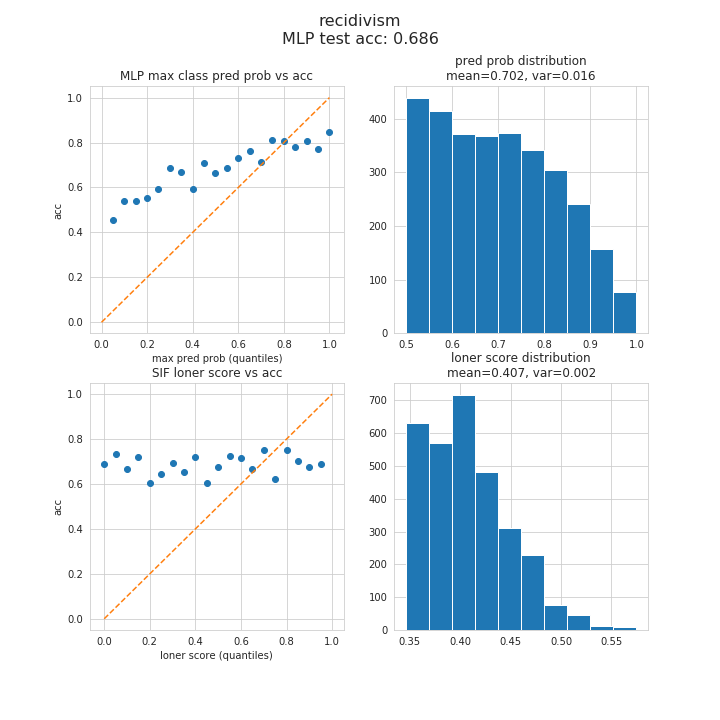 recidivism
MLP test acc: 0.686
MLP max class pred prob vs acc
1.0
0.8
0.6
0.4
0.2
0.0
acc
0.0 0.2 0.4 0.6 0.8 1.0
max pred prob (quantiles)
pred prob distribution
mean=0.702, var=0.016
400
300
200
100
0
0.5 0.6 0.7 0.8 0.9 1.0
SIF loner score vs acc
1.0
0.8
0.6
0.4
0.2
0.0
acc
0.0 0.2 0.4 0.6 0.8 1.0
loner score (quantiles)
loner score distribution
mean=0.407, var=0.002
700
600
500
400
300
200
100
0
0.35 0.40 0.45 0.50 0.55